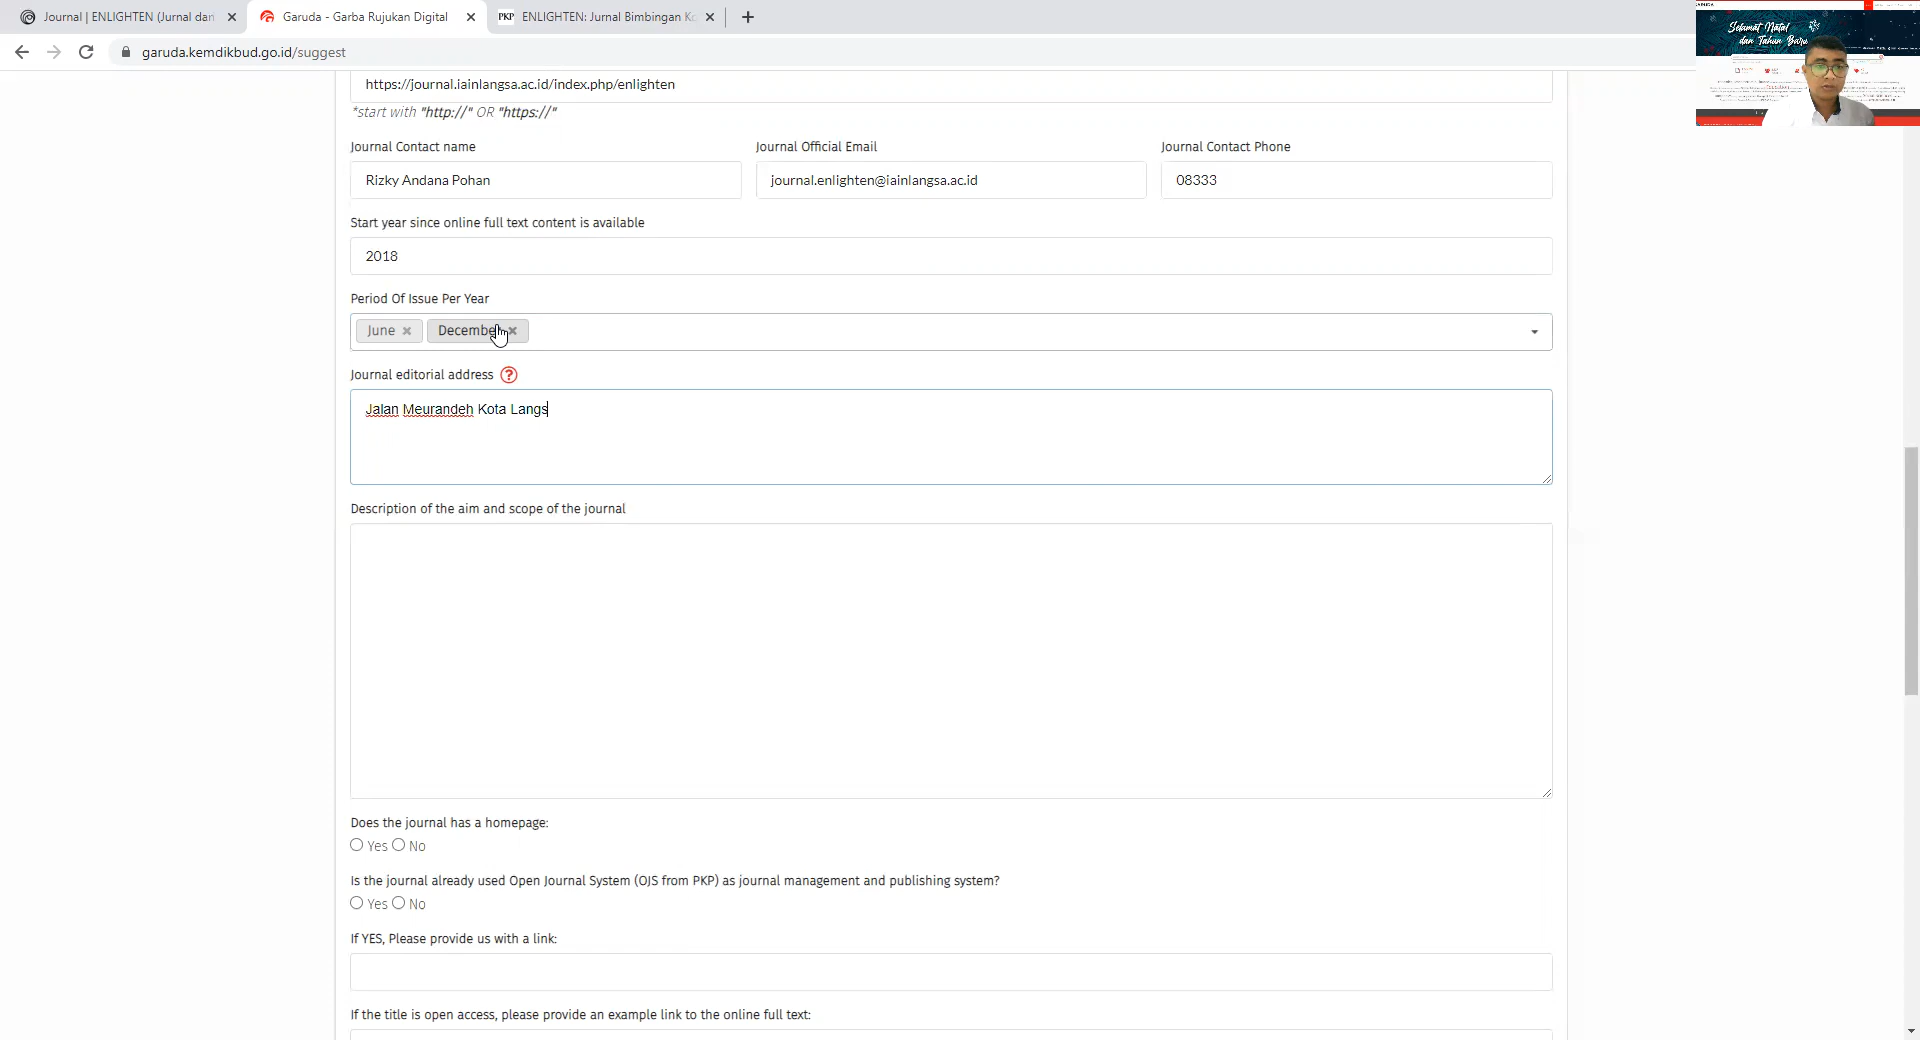 Journal | ENLIGHTEN (Jurnal dari
Garuda - Garba Rujukan Digital
PKP ENLIGHTEN: Jurnal Bimbingan Ko
garuda.kemdikbud.go.id/suggest
Selamat Natal
dan Tahun Baru
https://journal.iainlangsa.ac.id/index.php/enlighten
*start with "http://" OR "https://"
Journal Contact name Journal Official Email Journal Contact Phone
Rizky Andana Pohan journal.enlighten@iainlangsa.ac.id 08333
Start year since online full text content is available
2018
Period Of Issue Per Year
June × December ×
Journal editorial address ?
Jalan Meurandeh Kota Langs
Description of the aim and scope of the journal
Does the journal has a homepage:
Yes No
Is the journal already used Open Journal System (OJS from PKP) as journal management and publishing system?
Yes No
If YES, Please provide us with a link:
If the title is open access, please provide an example link to the online full text: